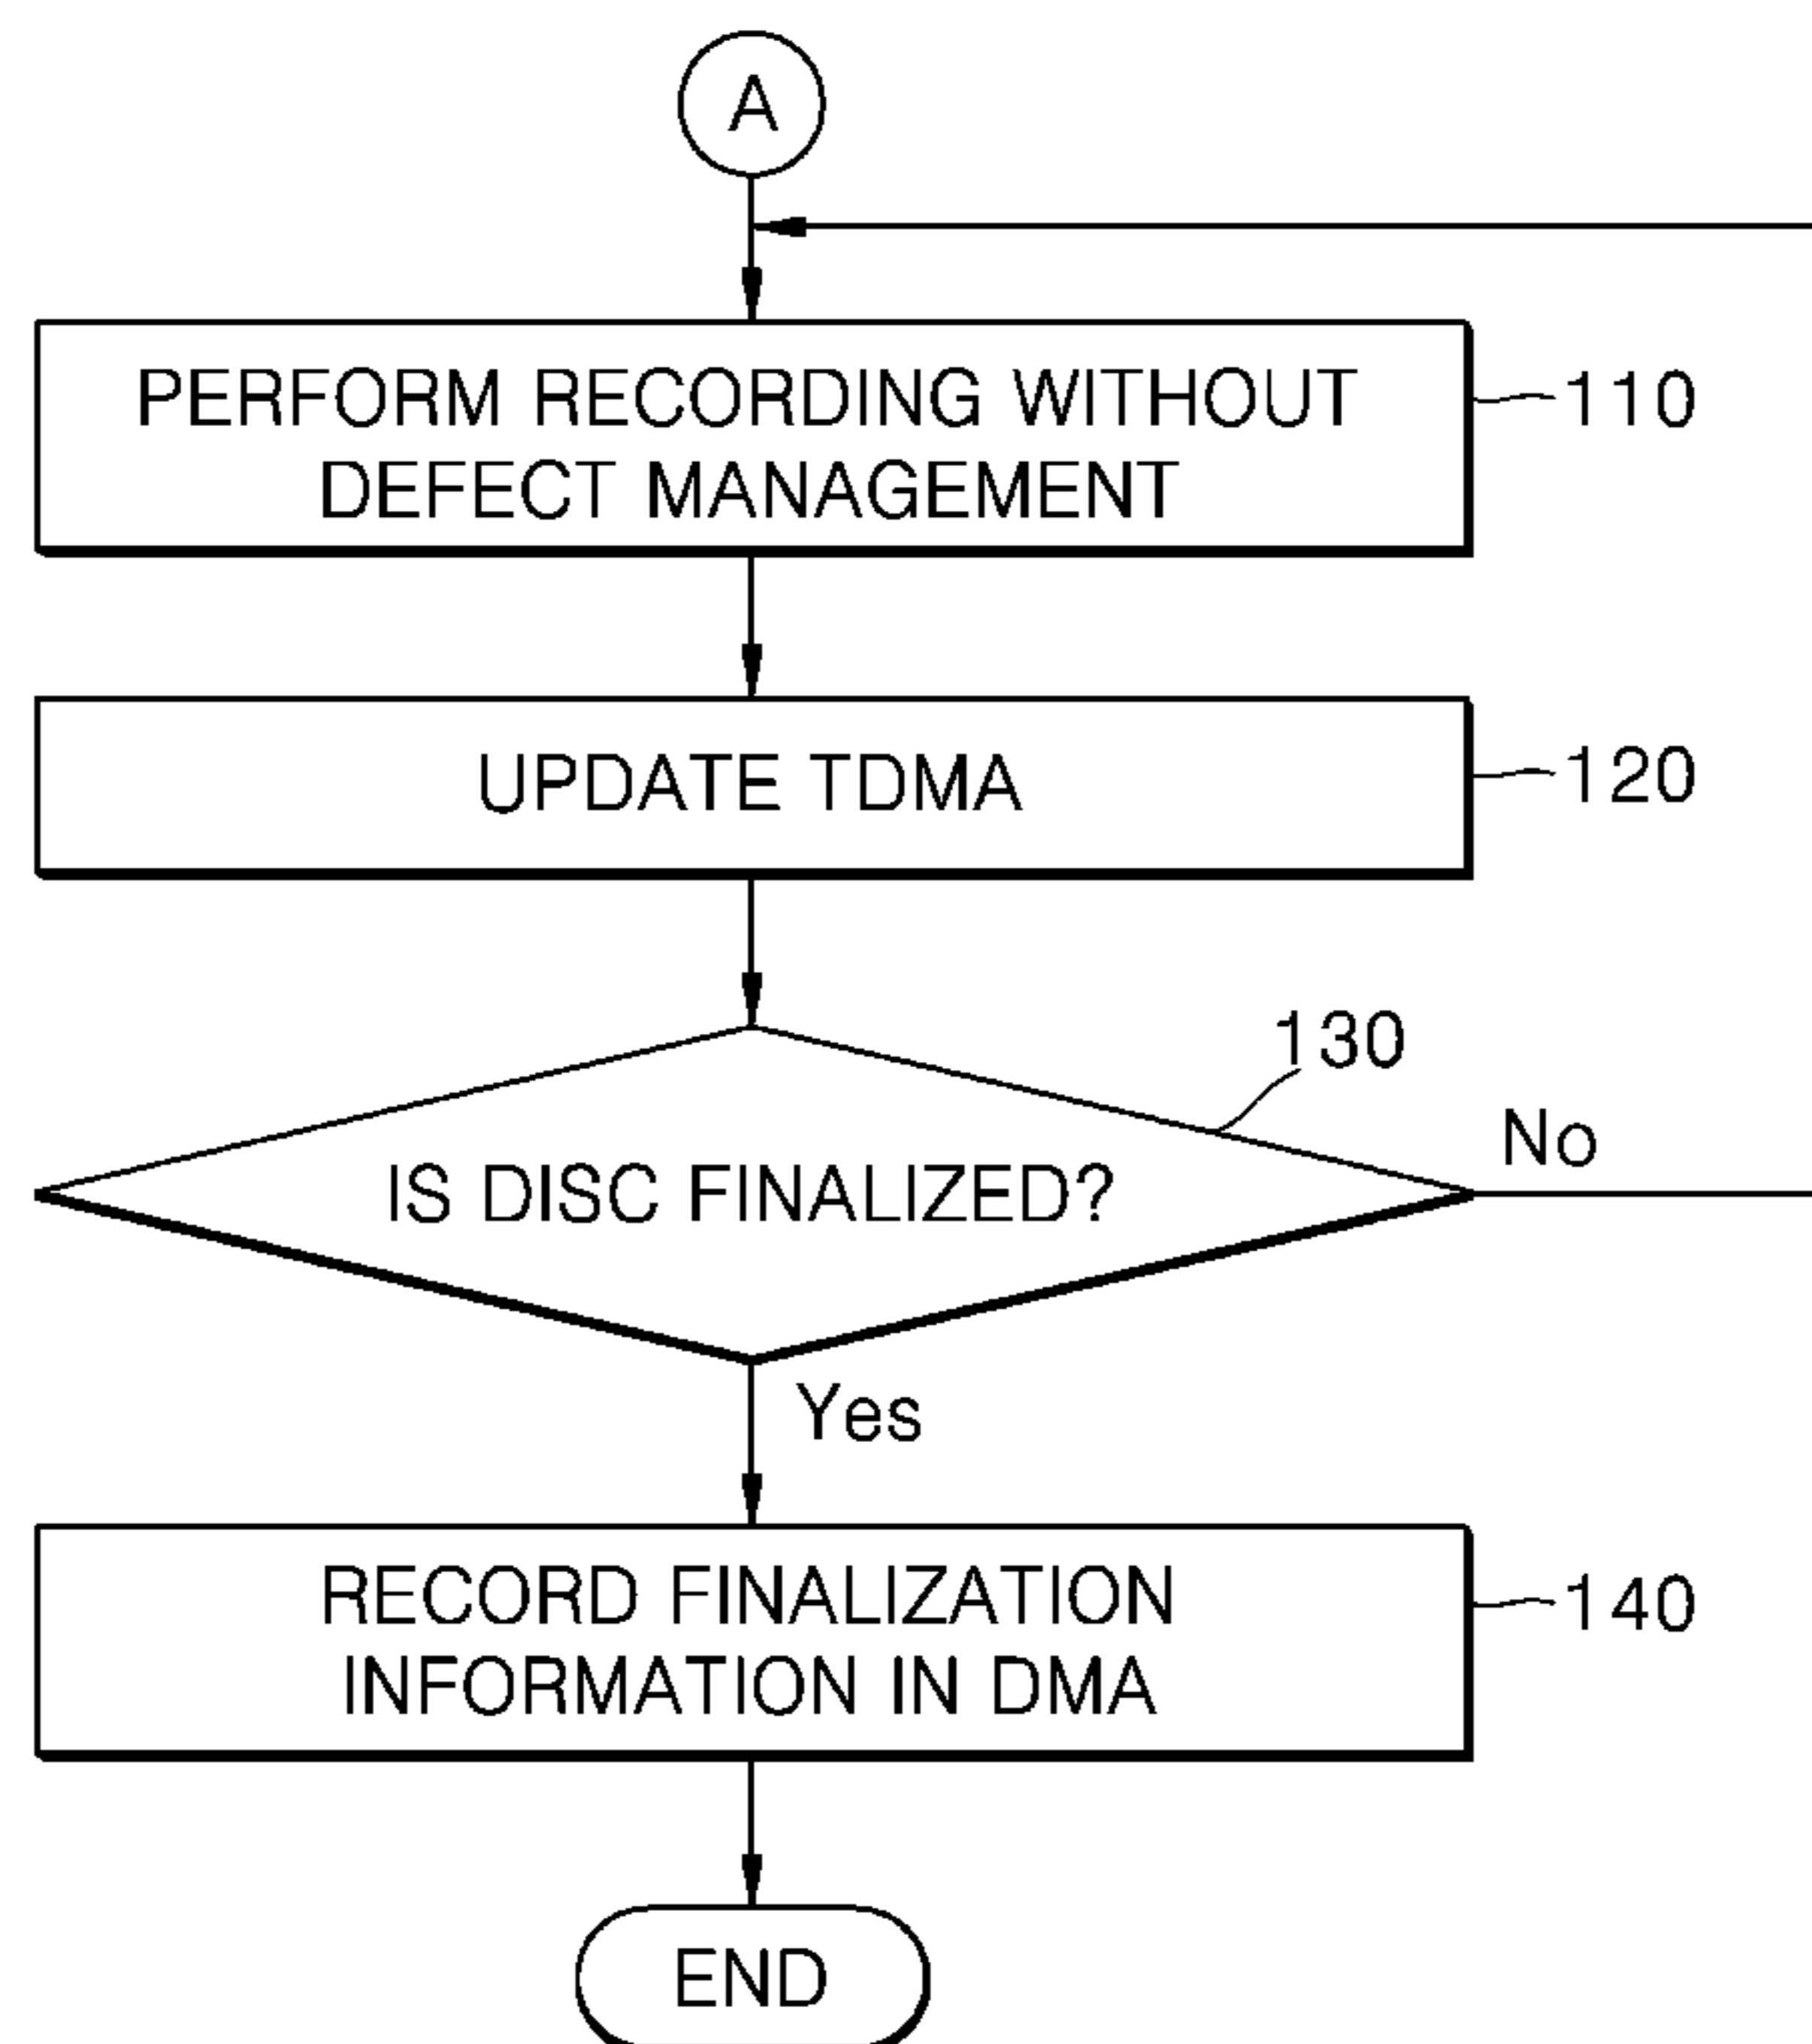 A
PERFORM RECORDING WITHOUT
DEFECT MANAGEMENT
110
UPDATE TDMA
120
130
IS DISC FINALIZED?
No
Yes
RECORD FINALIZATION
INFORMATION IN DMA
140
END